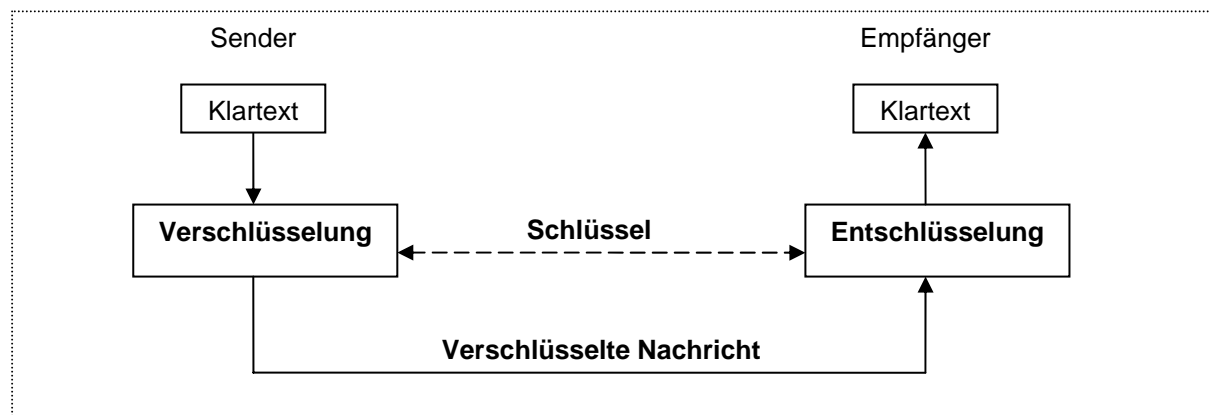 Sender
Empfänger
Klartext
Klartext
Verschlüsselung
Schlüssel
Entschlüsselung
Verschlüsselte Nachricht